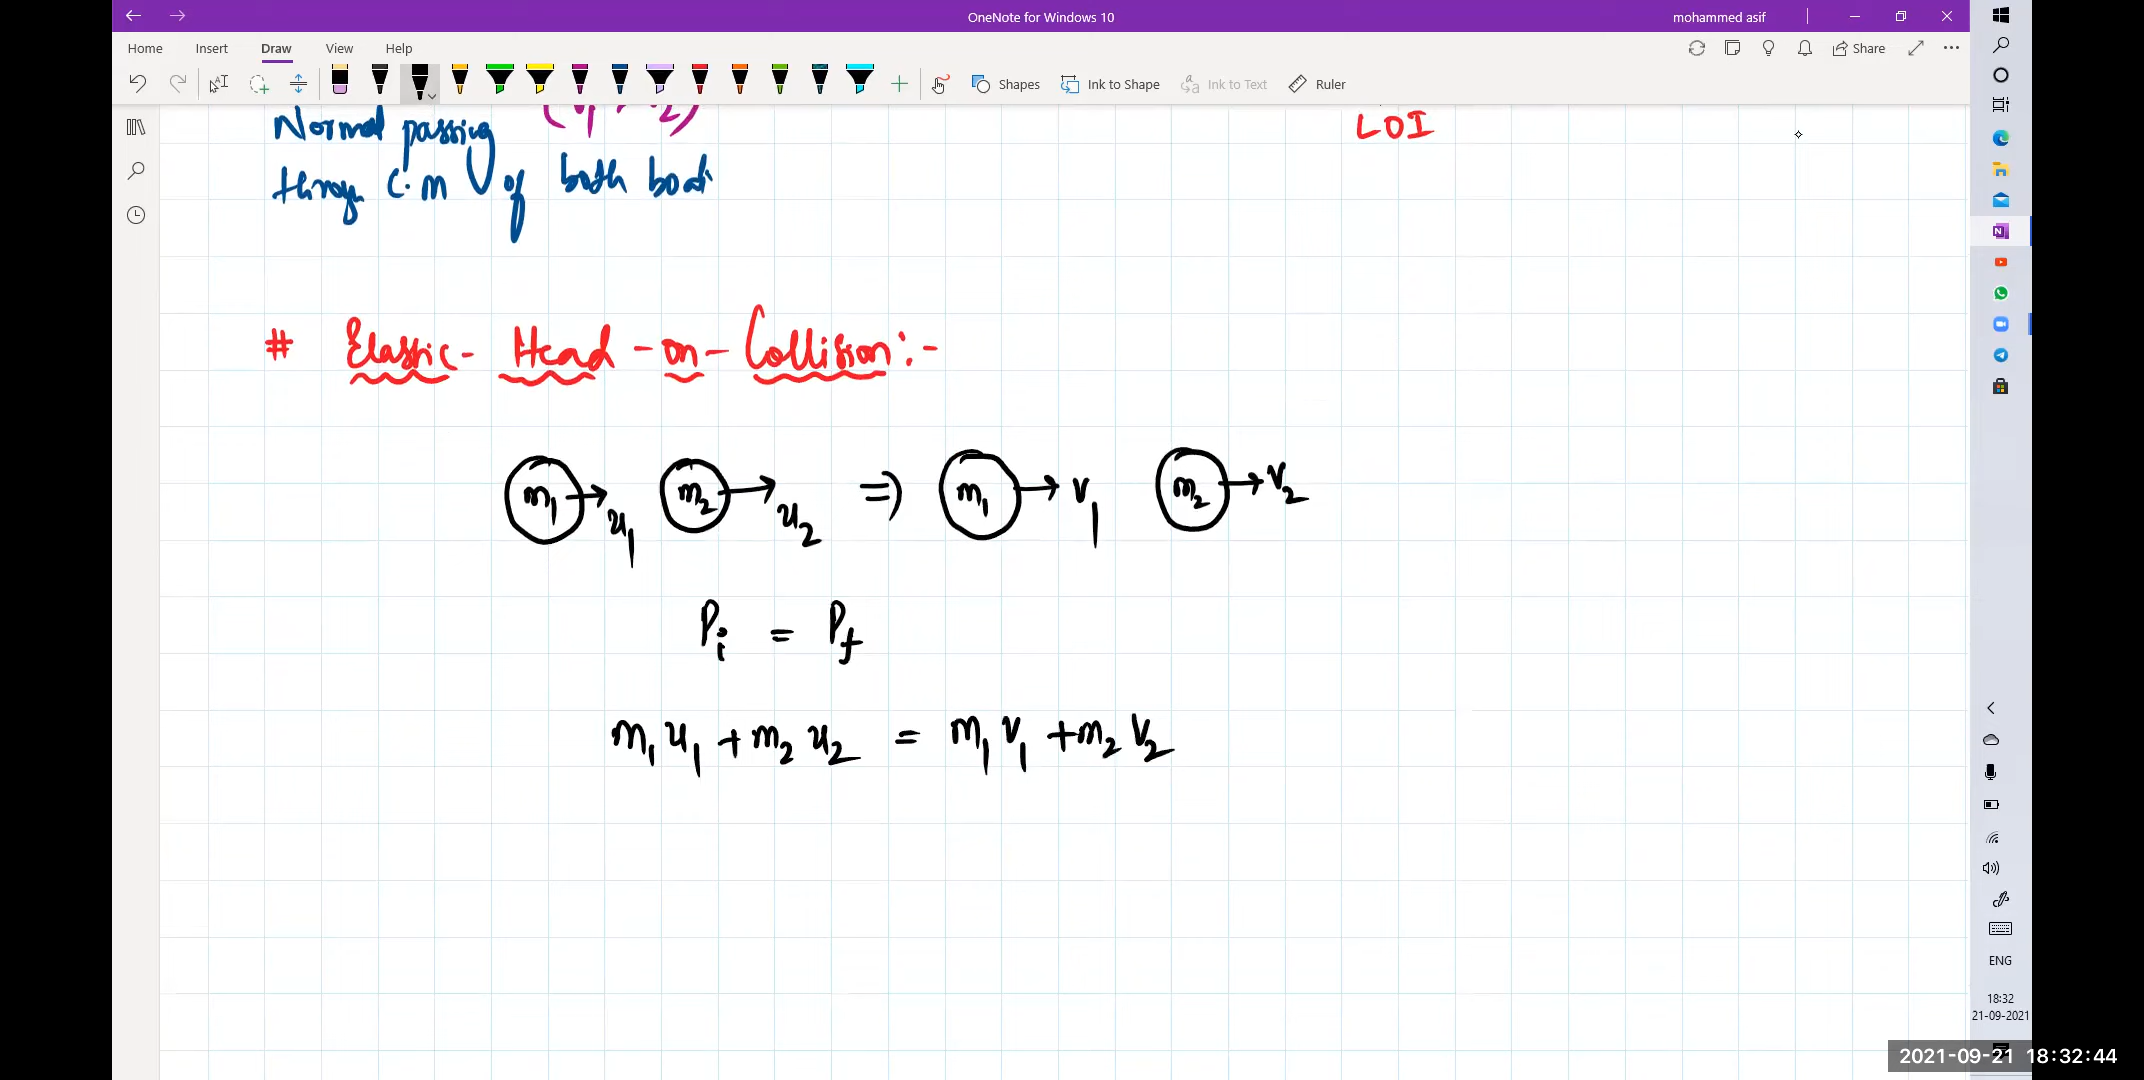 OneNote for Windows 10
mohammed asif
Home Insert Draw View Help
Share
Shapes Ink to Shape Ink to Text Ruler
Normal passing
(v1 > v2)
LOI
through C.M of both bodi
# Elastic - Head - on - Collision :-
m1 → u1 m2 → u2 ⇒ m1 → v1 m2 → v2
Pi = Pf
m1 u1 + m2 u2 = m1 v1 + m2 v2
ENG
18:32
21-09-2021
2021-09-21 18:32:44